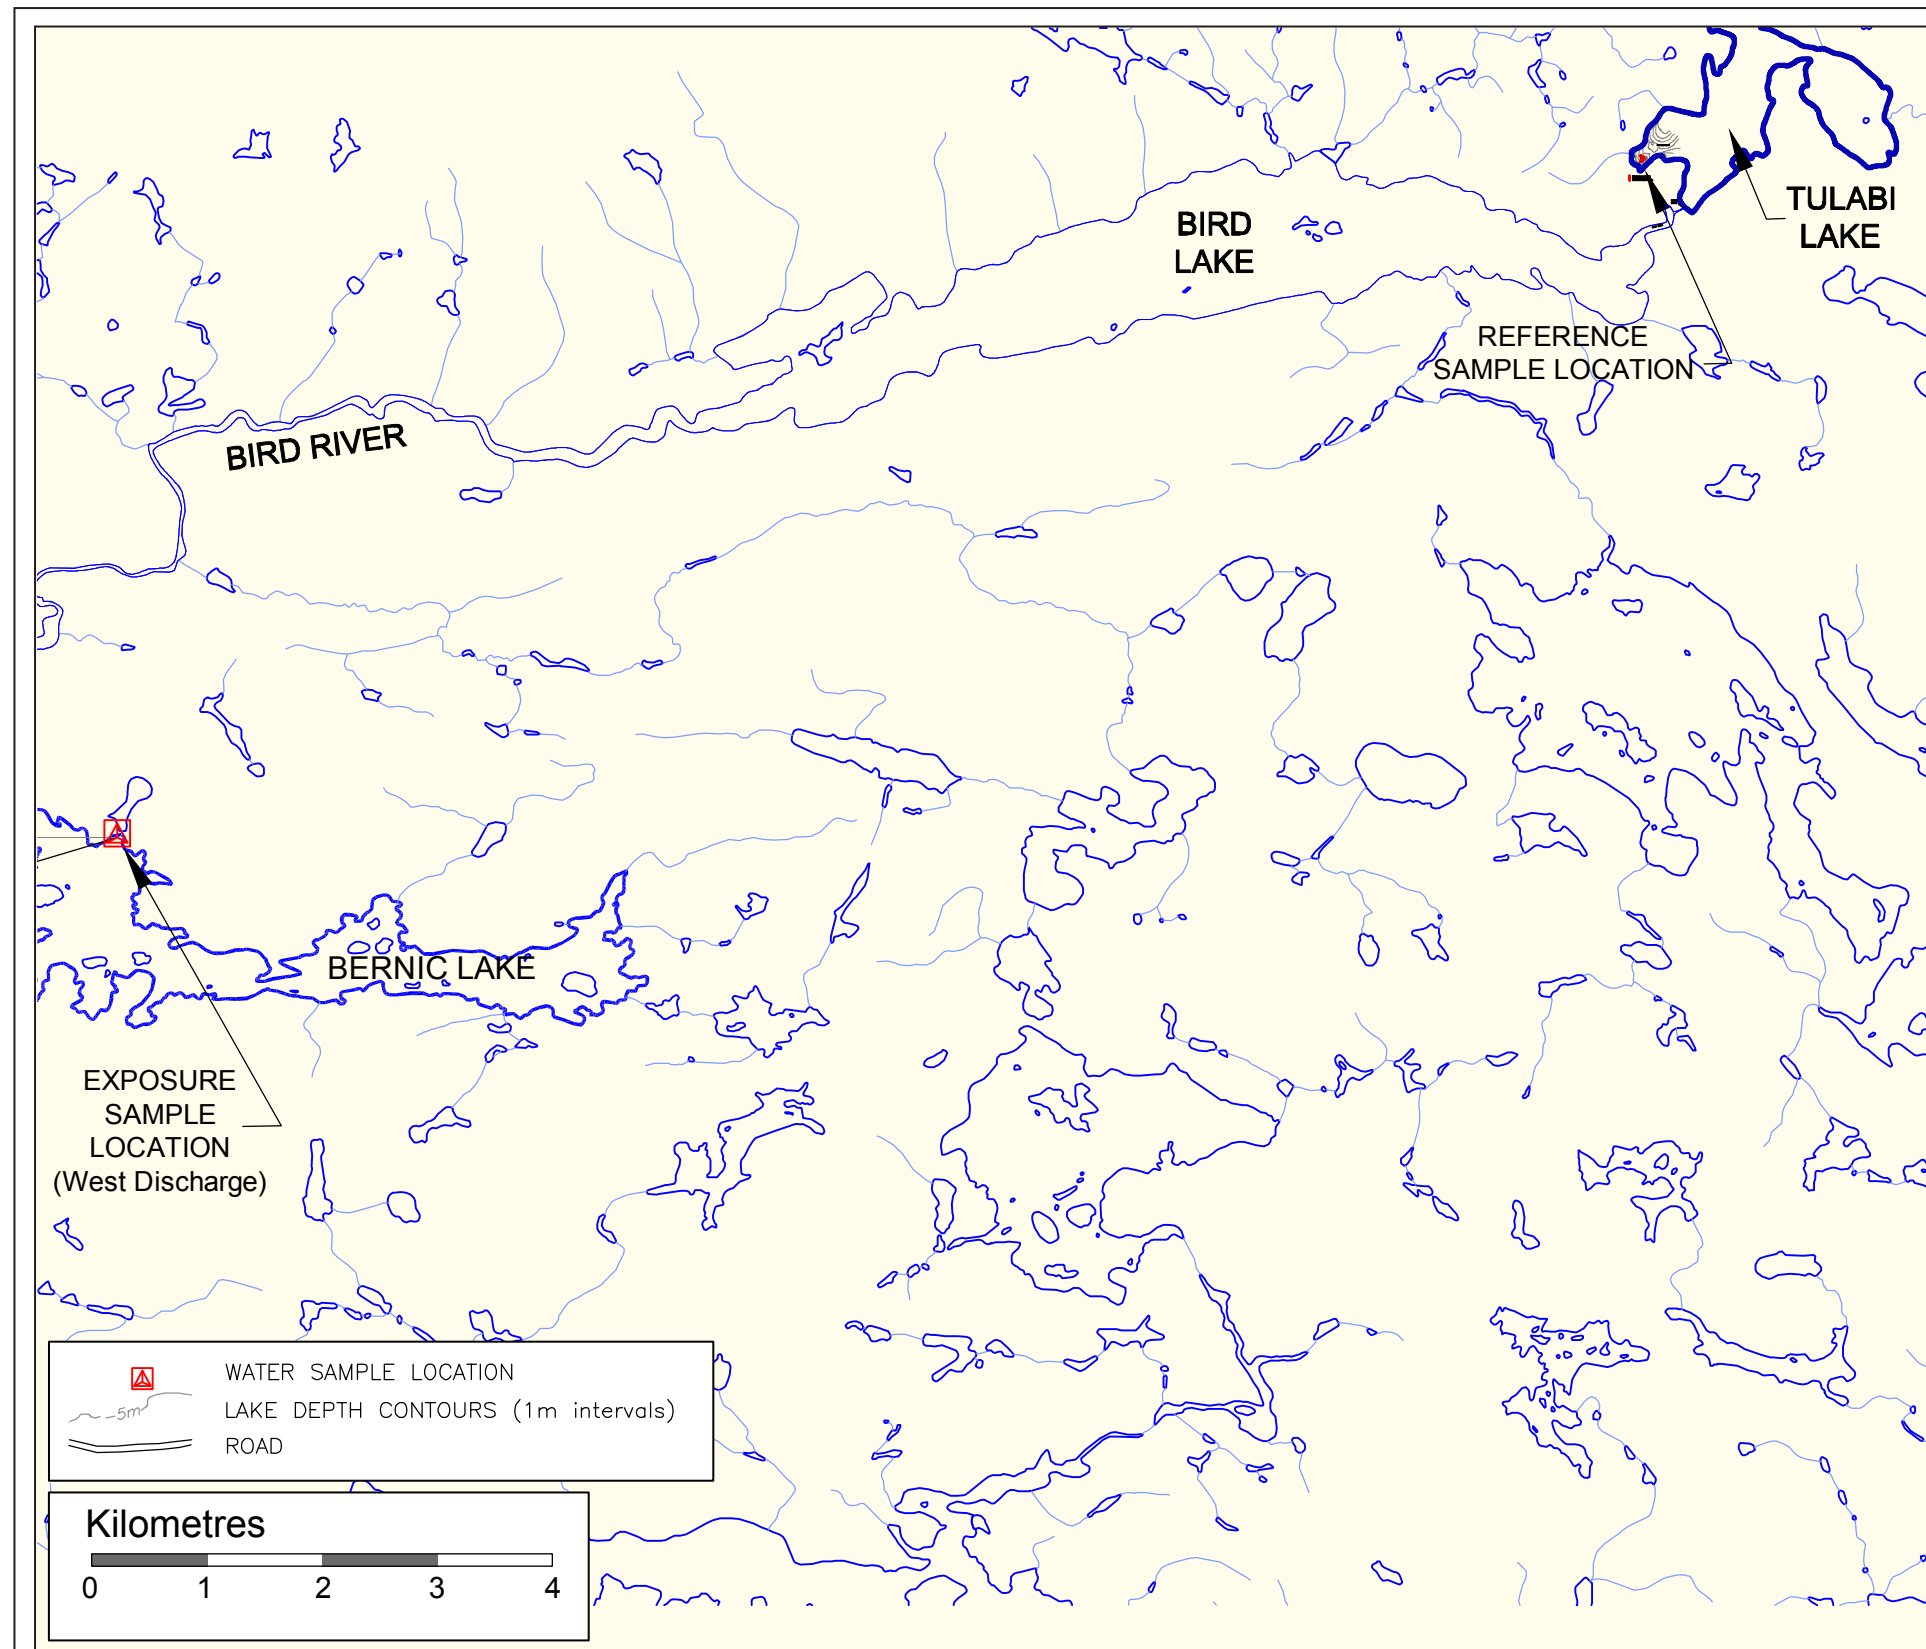 TULABI
LAKE
BIRD
LAKE
REFERENCE
SAMPLE LOCATION
BIRD RIVER
BERNIC LAKE
EXPOSURE
SAMPLE
LOCATION
(West Discharge)
WATER SAMPLE LOCATION
-5m
LAKE DEPTH CONTOURS (1m intervals)
ROAD
Kilometres
0 1 2 3 4